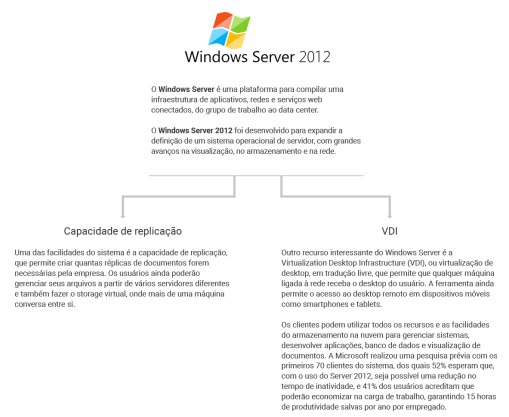 Windows Server 2012
O Windows Server é uma plataforma para compilar uma
infraestrutura de aplicativos, redes e serviços web
conectados, do grupo de trabalho ao data center.
O Windows Server 2012 foi desenvolvido para expandir a
definição de um sistema operacional de servidor, com grandes
avanços na visualização, no armazenamento e na rede.
Capacidade de replicação
Uma das facilidades do sistema é a capacidade de replicação,
que permite criar quantas réplicas de documentos forem
necessárias pela empresa. Os usuários ainda poderão
gerenciar seus arquivos a partir de vários servidores diferentes
e também fazer o storage virtual, onde mais de uma máquina
conversa entre si.
VDI
Outro recurso interessante do Windows Server é a
Virtualization Desktop Infrastructure (VDI), ou virtualização de
desktop, em tradução livre, que permite que qualquer máquina
ligada à rede receba o desktop do usuário. A ferramenta ainda
permite o acesso ao desktop remoto em dispositivos móveis
como smartphones e tablets.
Os clientes podem utilizar todos os recursos e as facilidades
do armazenamento na nuvem para gerenciar sistemas,
desenvolver aplicações, banco de dados e visualização de
documentos. A Microsoft realizou uma pesquisa prévia com os
primeiros 70 clientes do sistema, dos quais 52% esperam que,
com o uso do Server 2012, seja possível uma redução no
tempo de inatividade, e 41% dos usuários acreditam que
poderão economizar na carga de trabalho, garantindo 15 horas
de produtividade salvas por ano por empregado.